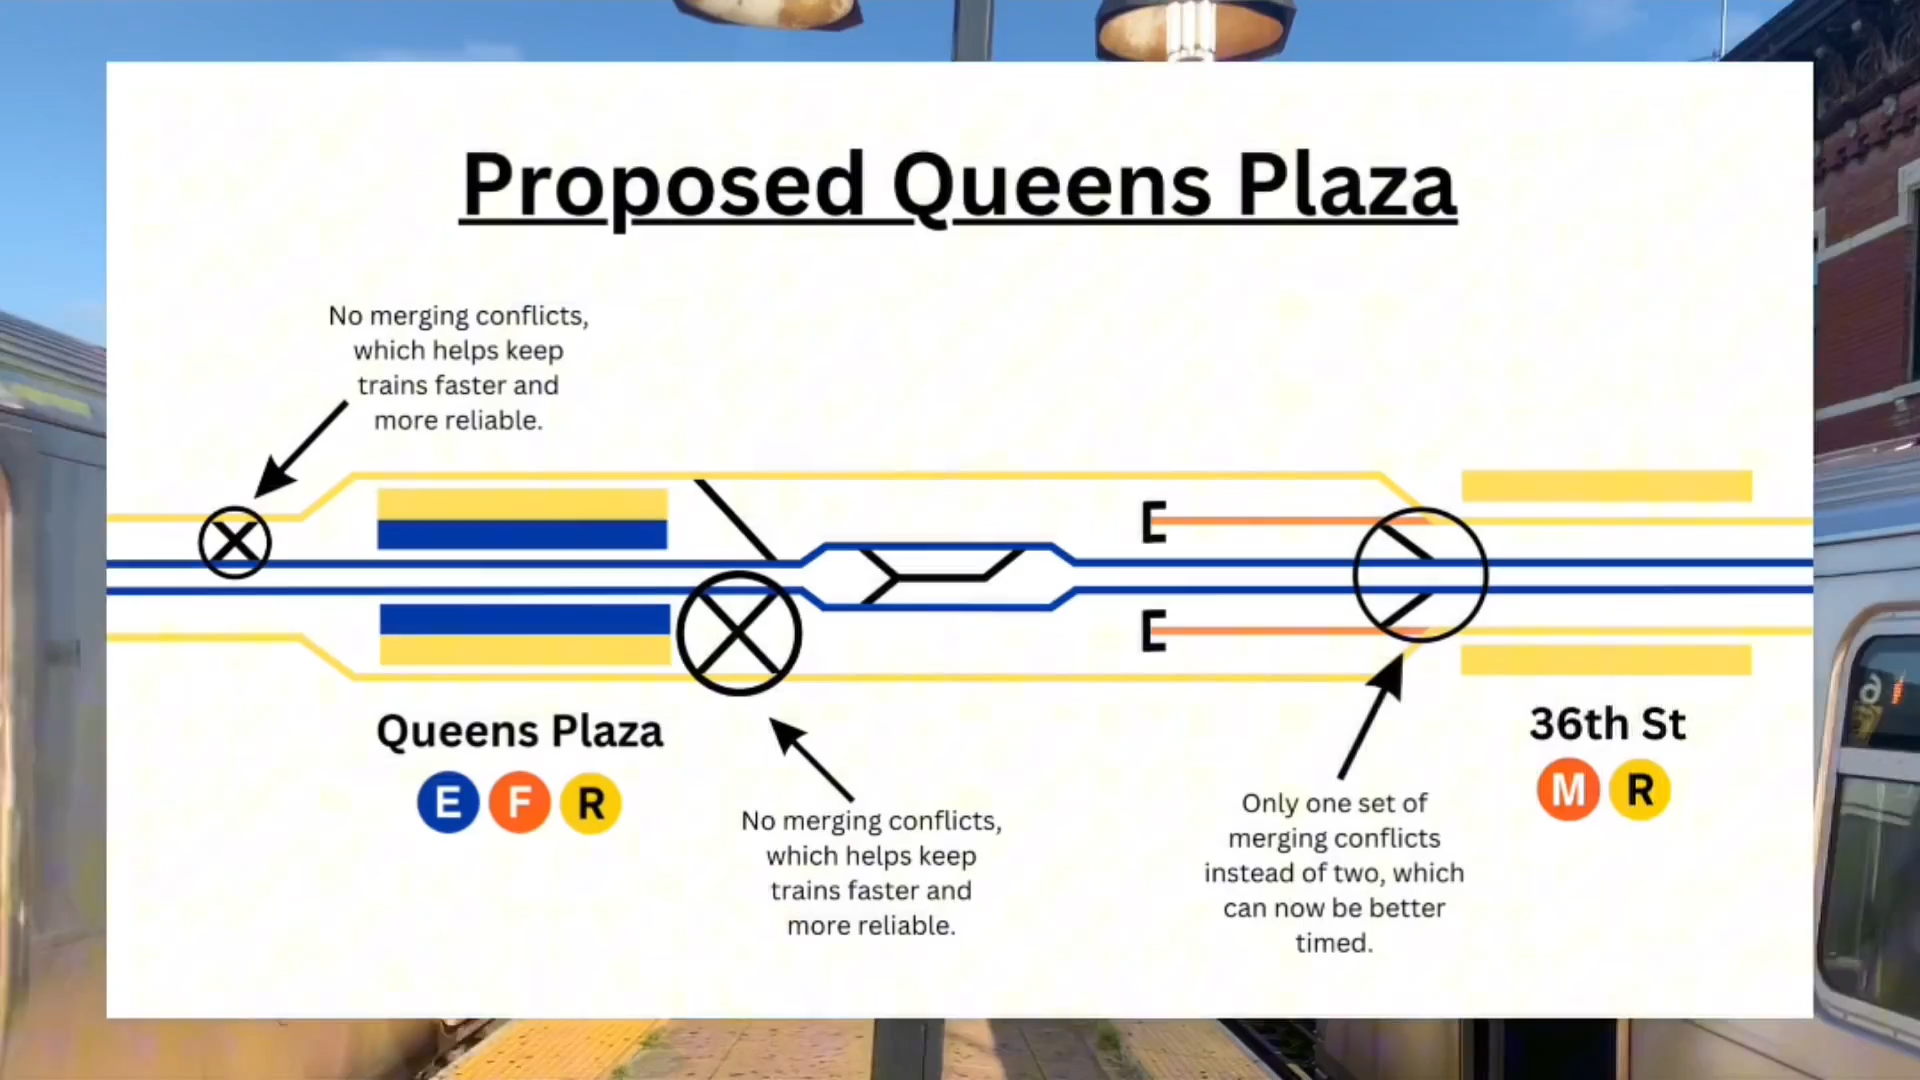 Proposed Queens Plaza
No merging conflicts,
which helps keep
trains faster and
more reliable.
Queens Plaza
E F R
No merging conflicts,
which helps keep
trains faster and
more reliable.
Only one set of
merging conflicts
instead of two, which
can now be better
timed.
36th St
M R